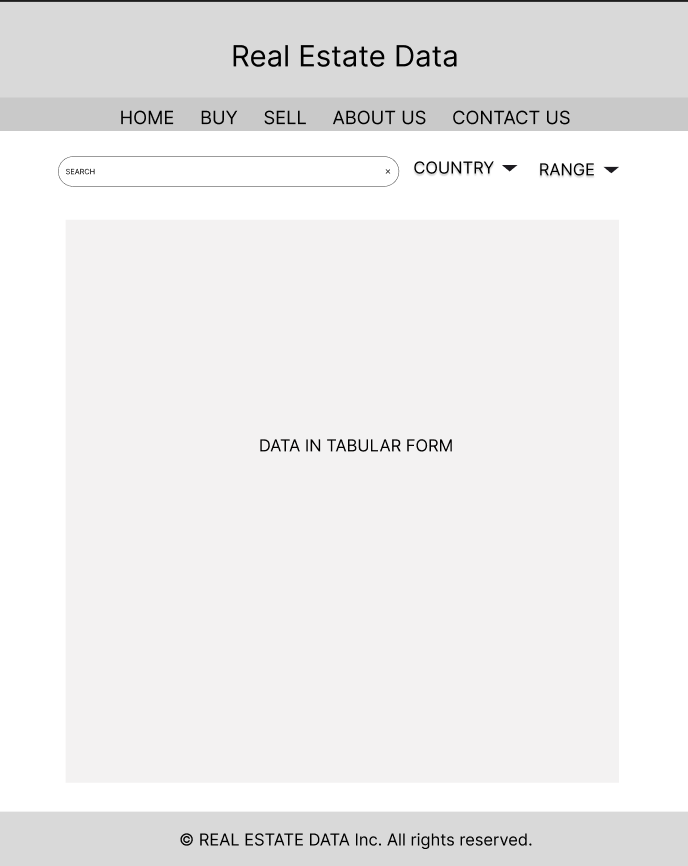 Real Estate Data
HOME BUY SELL ABOUT US CONTACT US
SEARCH × COUNTRY RANGE
DATA IN TABULAR FORM
© REAL ESTATE DATA Inc. All rights reserved.